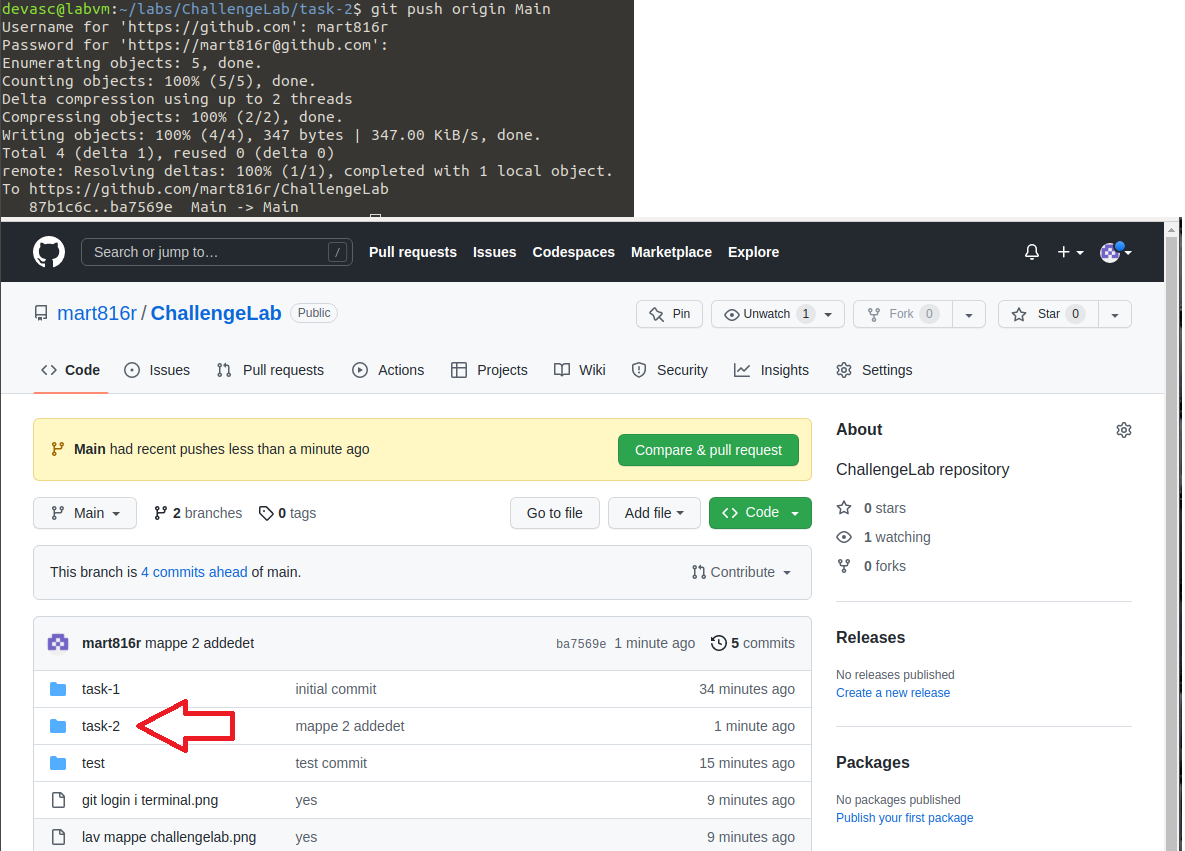 devasc@labvm:~/labs/ChallengeLab/task-2$ git push origin Main
Username for 'https://github.com': mart816r
Password for 'https://mart816r@github.com':
Enumerating objects: 5, done.
Counting objects: 100% (5/5), done.
Delta compression using up to 2 threads
Compressing objects: 100% (2/2), done.
Writing objects: 100% (4/4), 347 bytes | 347.00 KiB/s, done.
Total 4 (delta 1), reused 0 (delta 0)
remote: Resolving deltas: 100% (1/1), completed with 1 local object.
To https://github.com/mart816r/ChallengeLab
   87b1c6c..ba7569e  Main -> Main
Search or jump to… / Pull requests Issues Codespaces Marketplace Explore
mart816r / ChallengeLab Public Pin Unwatch 1 Fork 0 Star 0
Code Issues Pull requests Actions Projects Wiki Security Insights Settings
Main had recent pushes less than a minute ago Compare & pull request
Main 2 branches 0 tags Go to file Add file Code
This branch is 4 commits ahead of main. Contribute
mart816r mappe 2 addedet ba7569e 1 minute ago 5 commits
task-1 initial commit 34 minutes ago
task-2 mappe 2 addedet 1 minute ago
test test commit 15 minutes ago
git login i terminal.png yes 9 minutes ago
lav mappe challengelab.png yes 9 minutes ago
About
ChallengeLab repository
0 stars
1 watching
0 forks
Releases
No releases published
Create a new release
Packages
No packages published
Publish your first package